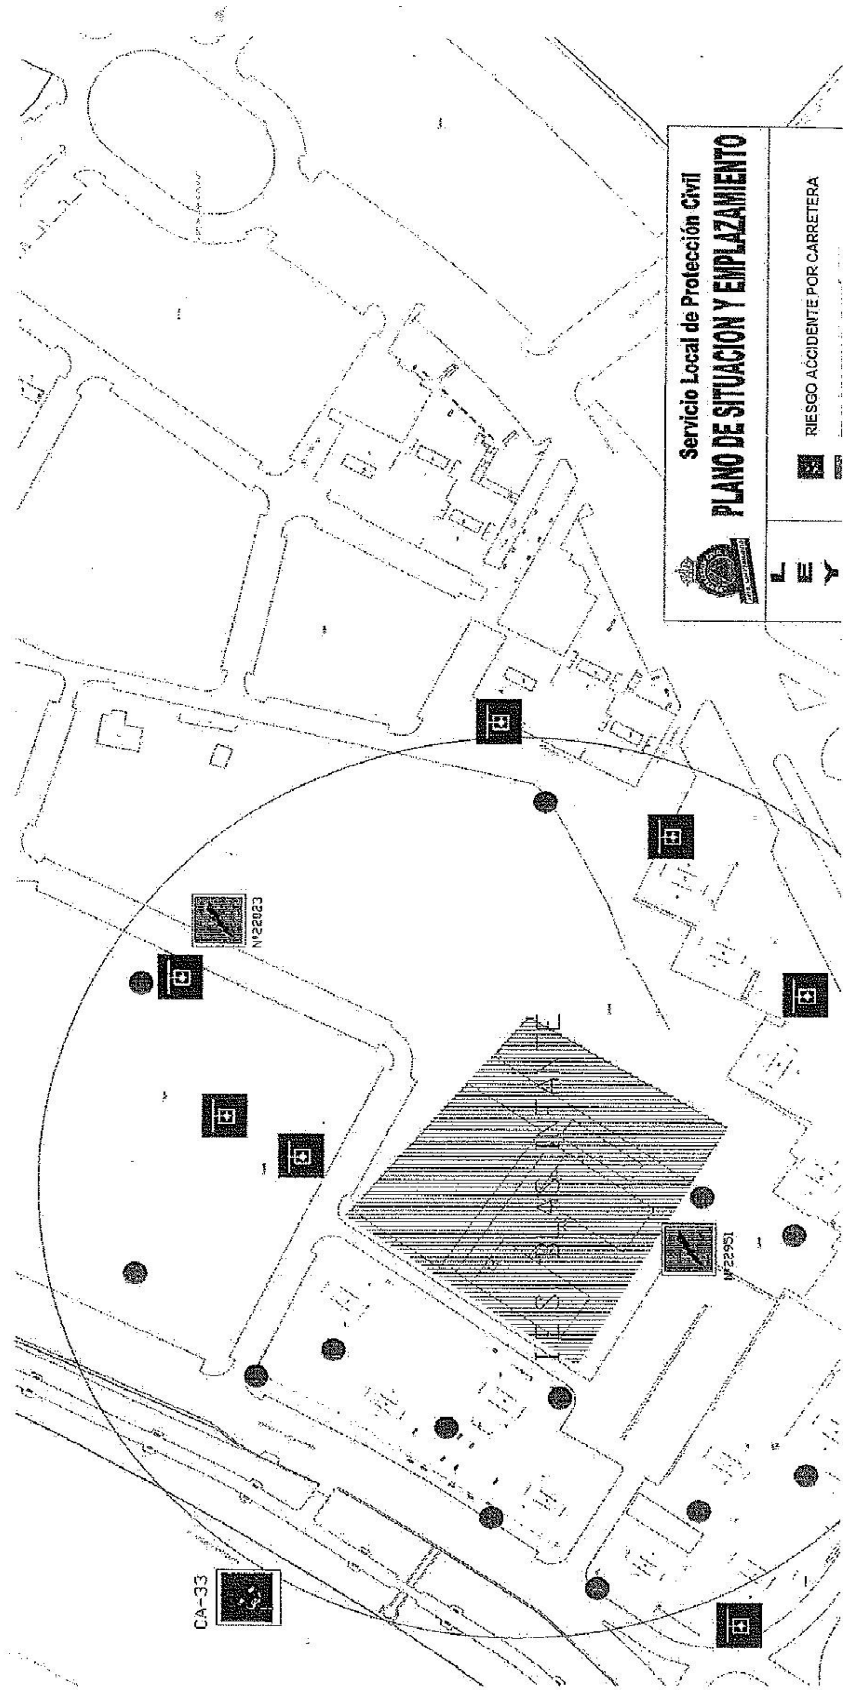 Servicio Local de Protección Civil
PLANO DE SITUACION Y EMPLAZAMIENTO
L
E
Y
RIESGO ACCIDENTE POR CARRETERA
Nº22023
Nº22951
CA-33